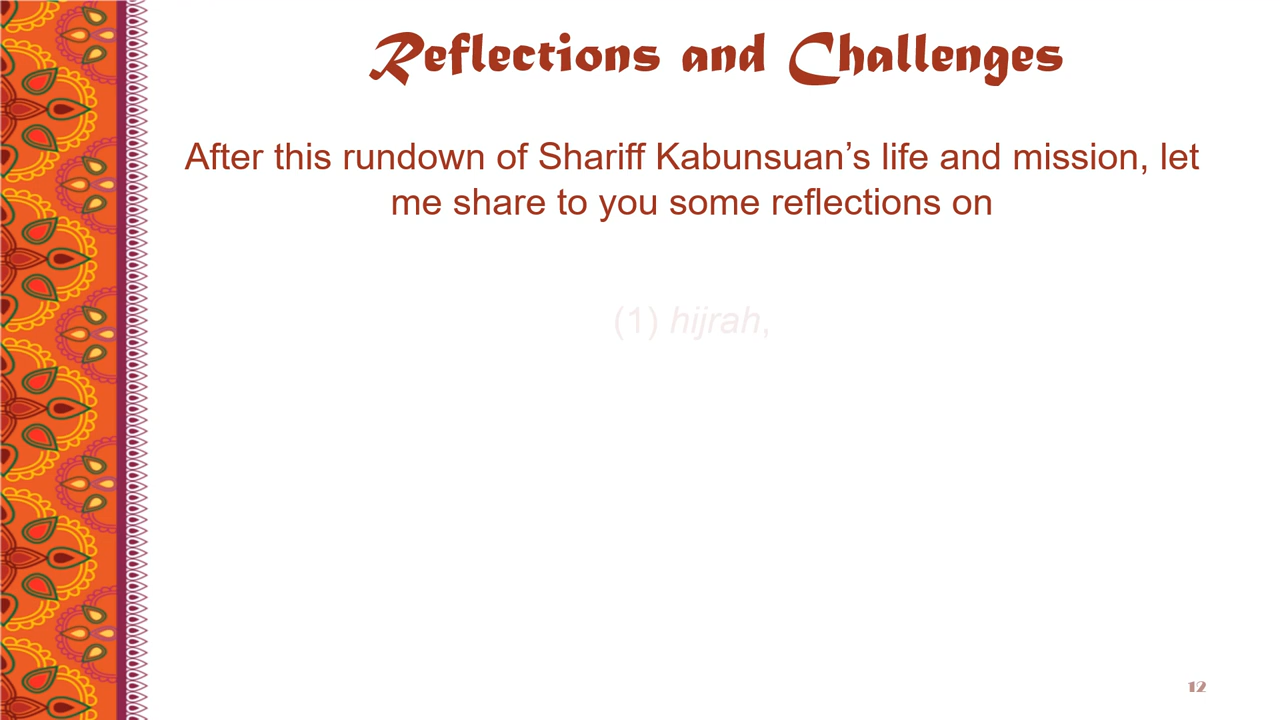 Reflections and Challenges
After this rundown of Shariff Kabunsuan’s life and mission, let
me share to you some reflections on
(1) hijrah,
12